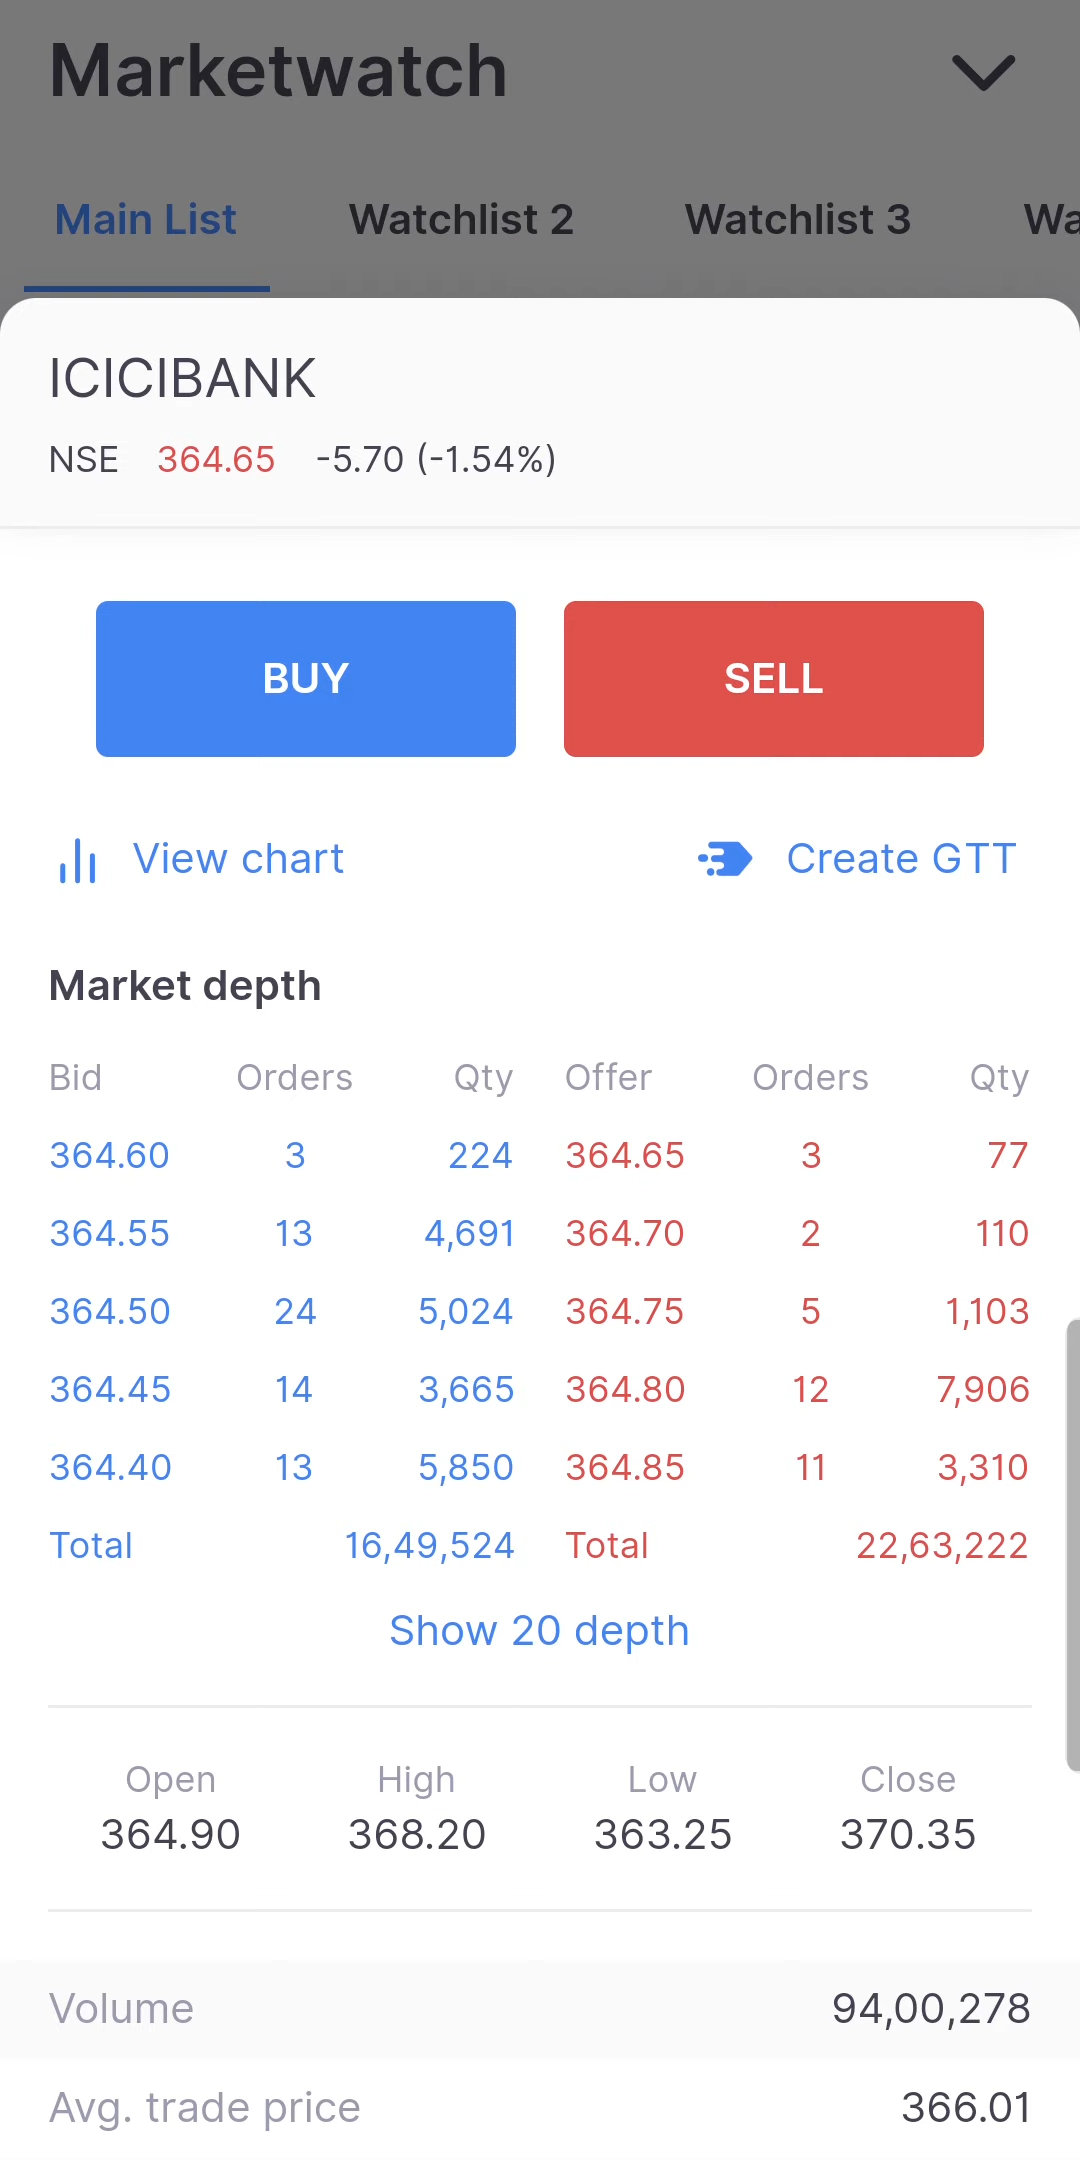 Marketwatch
Main List Watchlist 2 Watchlist 3 Wa
ICICIBANK
NSE 364.65 -5.70 (-1.54%)
BUY SELL
View chart Create GTT
Market depth
Bid Orders Qty Offer Orders Qty
364.60 3 224 364.65 3 77
364.55 13 4,691 364.70 2 110
364.50 24 5,024 364.75 5 1,103
364.45 14 3,665 364.80 12 7,906
364.40 13 5,850 364.85 11 3,310
Total 16,49,524 Total 22,63,222
Show 20 depth
Open High Low Close
364.90 368.20 363.25 370.35
Volume 94,00,278
Avg. trade price 366.01